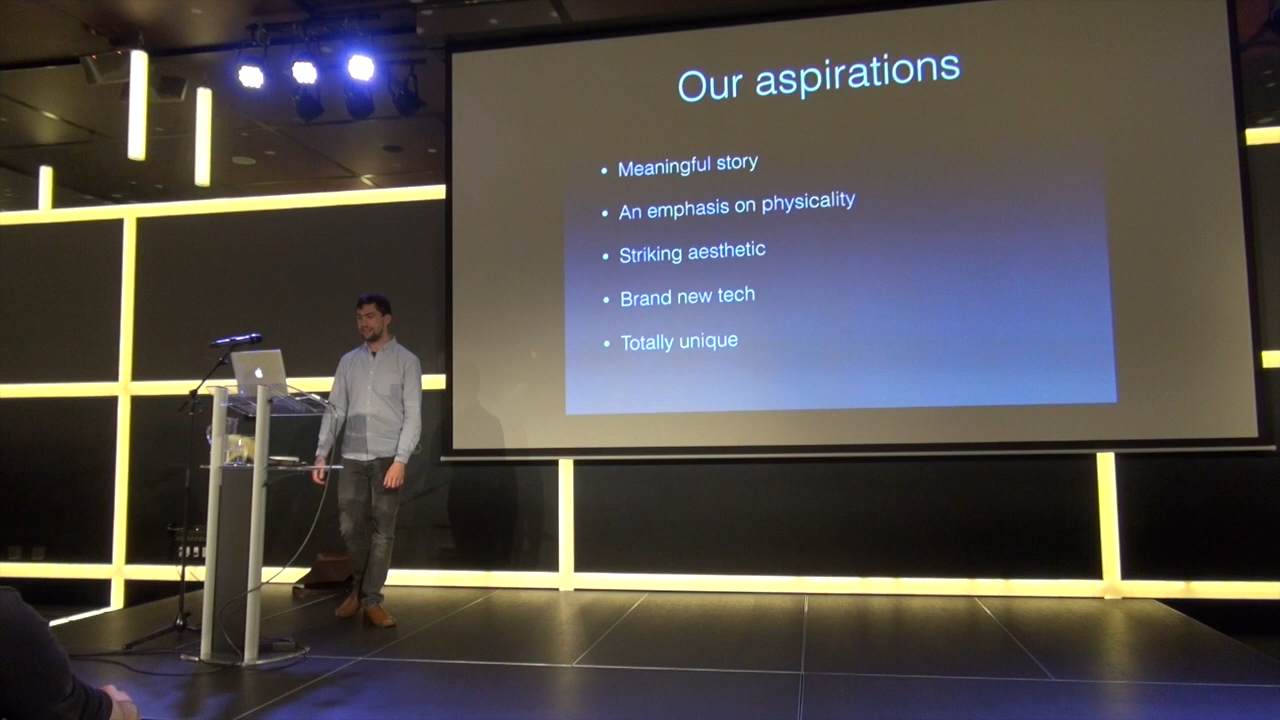 Our aspirations
• Meaningful story
• An emphasis on physicality
• Striking aesthetic
• Brand new tech
• Totally unique